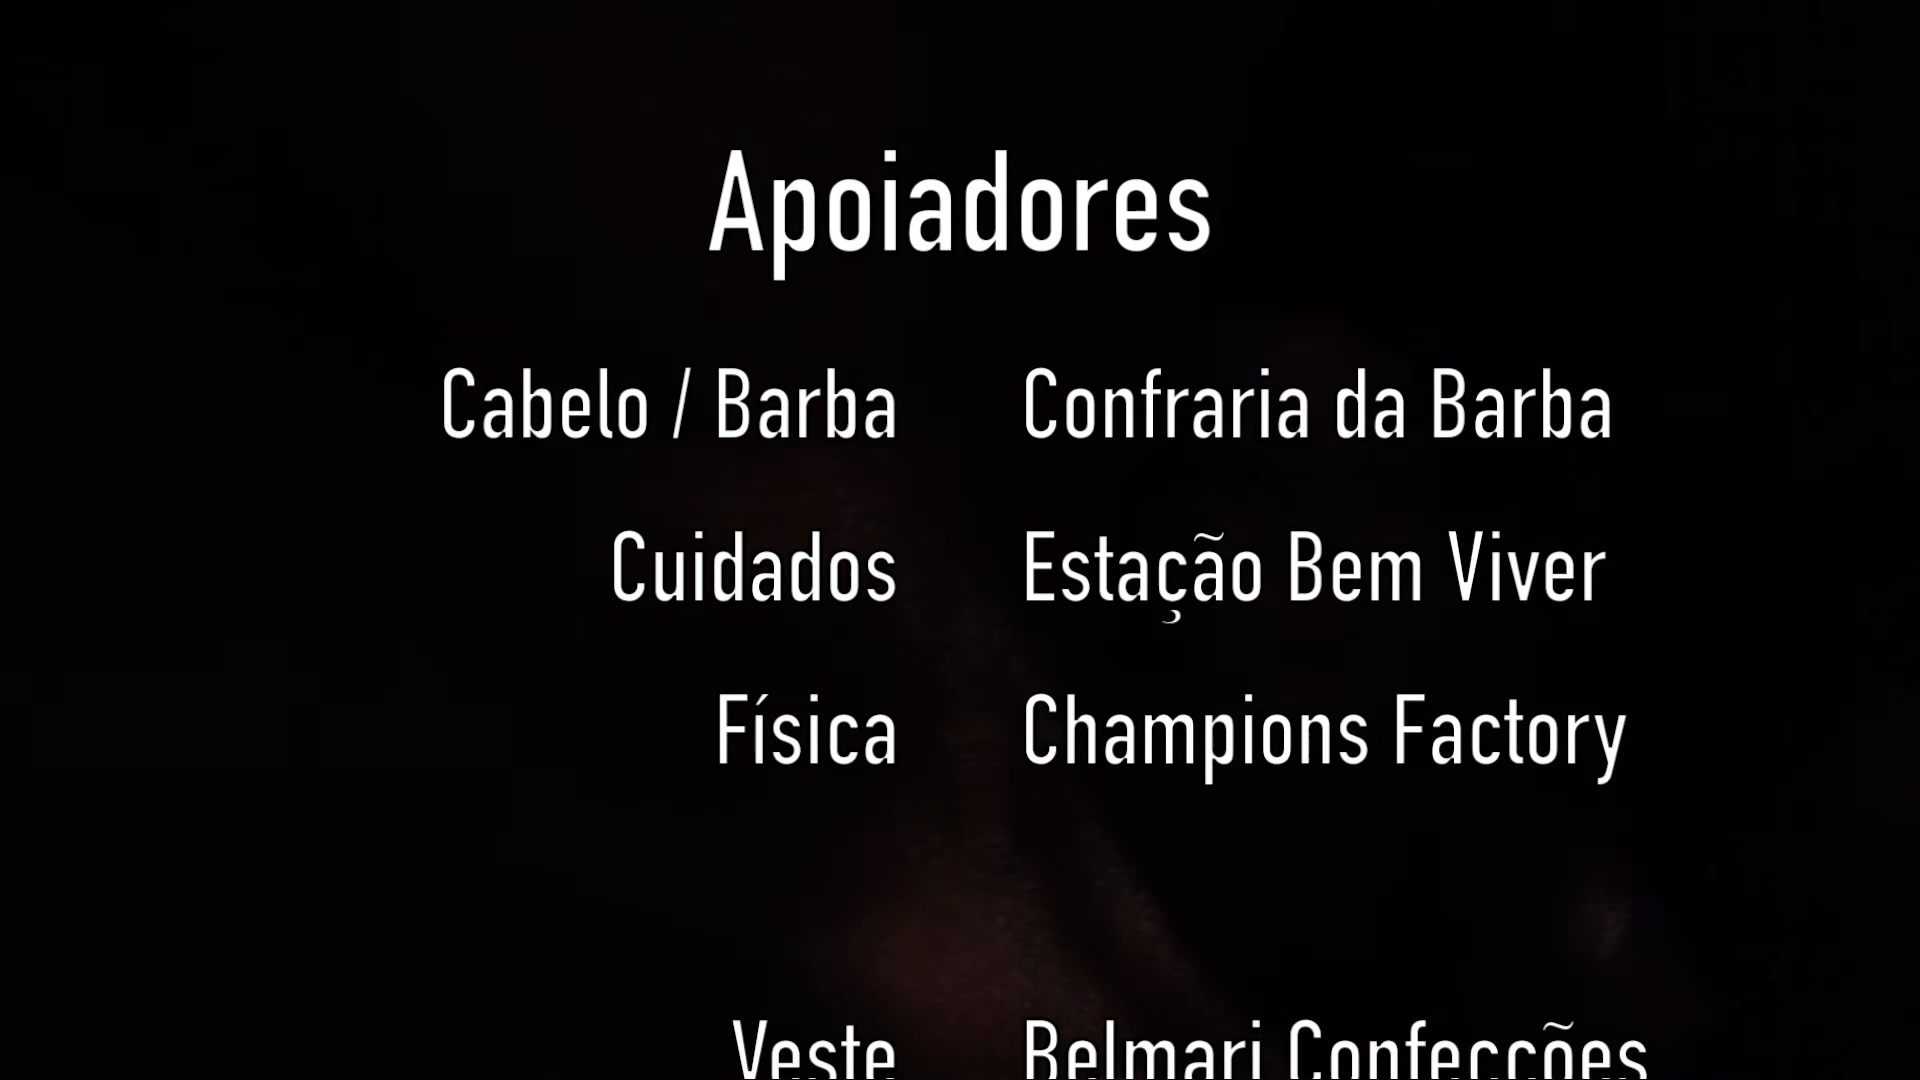 Apoiadores
Cabelo / Barba Confraria da Barba
Cuidados Estação Bem Viver
Física Champions Factory
Veste Belmari Confecções